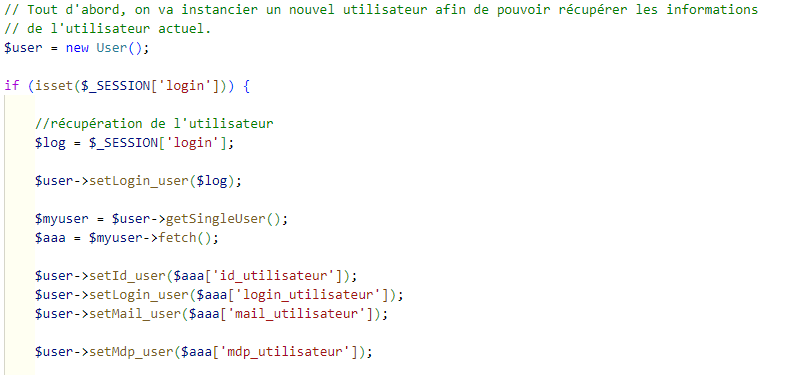 // Tout d'abord, on va instancier un nouvel utilisateur afin de pouvoir récupérer les informations
// de l'utilisateur actuel.
$user = new User();
if (isset($_SESSION['login'])) {
//récupération de l'utilisateur
$log = $_SESSION['login'];
$user->setLogin_user($log);
$myuser = $user->getSingleUser();
$aaa = $myuser->fetch();
$user->setId_user($aaa['id_utilisateur']);
$user->setLogin_user($aaa['login_utilisateur']);
$user->setMail_user($aaa['mail_utilisateur']);
$user->setMdp_user($aaa['mdp_utilisateur']);